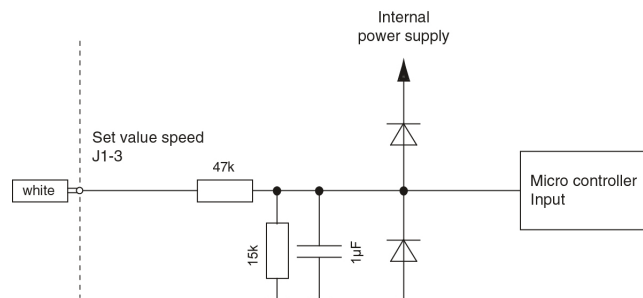 Internal
power supply
Set value speed
J1-3
47k
white
Micro controller
Input
15k
1µF